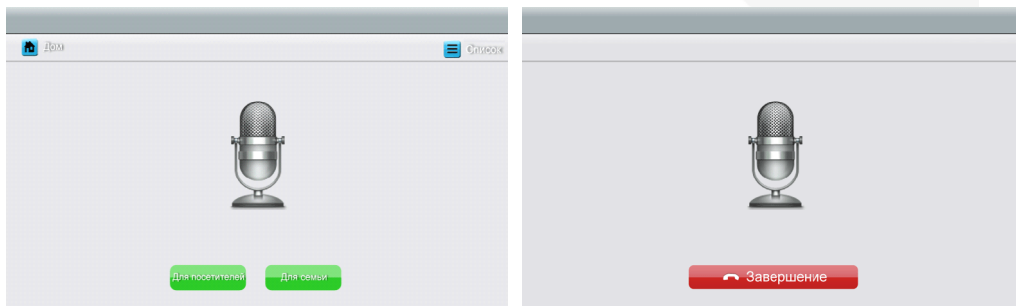 Дом
Список
Для посетителей
Для семьи
Завершение